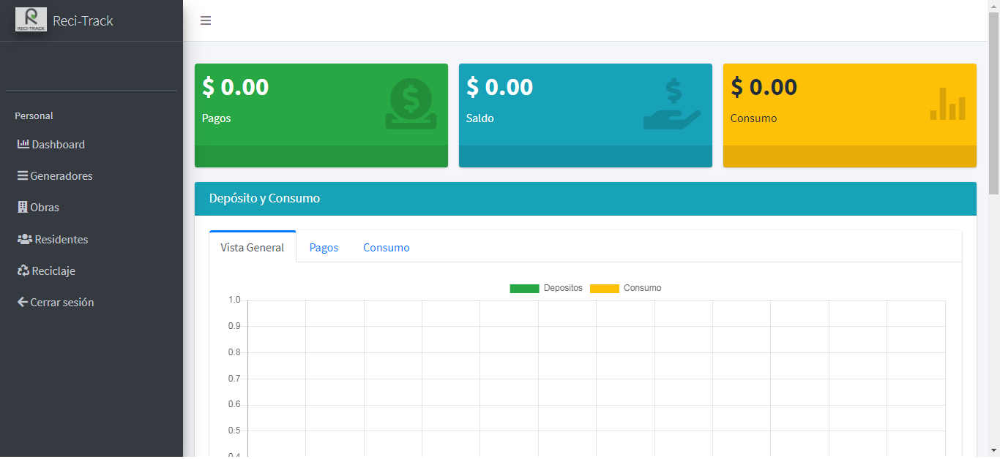 RECI-TRACK
Reci-Track
Personal
Dashboard
Generadores
Obras
Residentes
Reciclaje
Cerrar sesión
$ 0.00
Pagos
$ 0.00
Saldo
$ 0.00
Consumo
Depósito y Consumo
Vista General
Pagos
Consumo
Depositos
Consumo
1.0
0.9
0.8
0.7
0.6
0.5
0.4